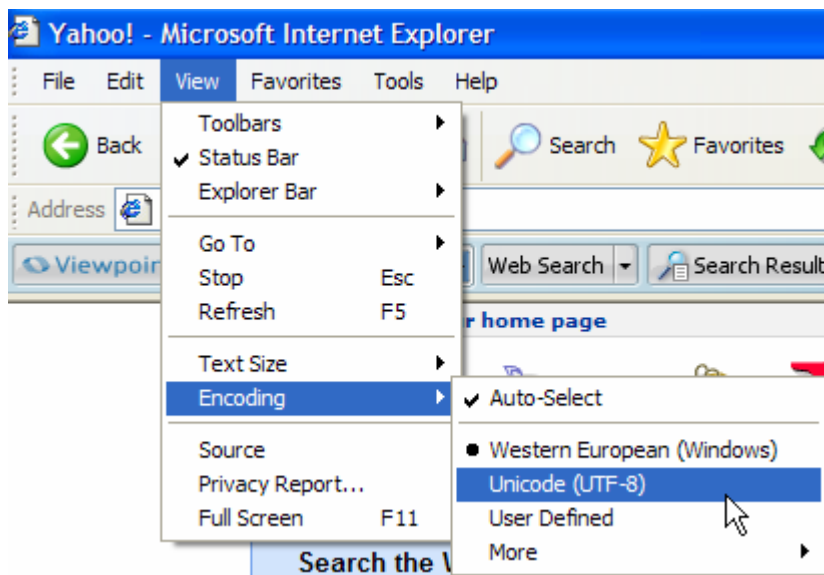 Yahoo! - Microsoft Internet Explorer
File Edit View Favorites Tools Help
Back Search Favorites
Address
Viewpoin Web Search Search Result
Toolbars
Status Bar
Explorer Bar
Go To
Stop Esc
Refresh F5
r home page
Text Size
Encoding
Source
Privacy Report...
Full Screen F11
Auto-Select
Western European (Windows)
Unicode (UTF-8)
User Defined
More
Search the